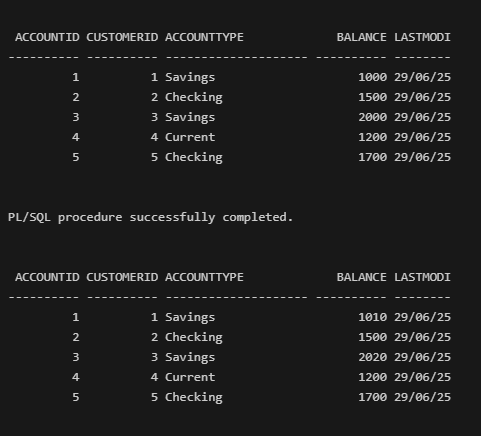 ACCOUNTID CUSTOMERID ACCOUNTTYPE             BALANCE LASTMODI
---------- ---------- -------------------- ---------- --------
         1          1 Savings                    1000 29/06/25
         2          2 Checking                   1500 29/06/25
         3          3 Savings                    2000 29/06/25
         4          4 Current                    1200 29/06/25
         5          5 Checking                   1700 29/06/25
PL/SQL procedure successfully completed.
 ACCOUNTID CUSTOMERID ACCOUNTTYPE             BALANCE LASTMODI
---------- ---------- -------------------- ---------- --------
         1          1 Savings                    1010 29/06/25
         2          2 Checking                   1500 29/06/25
         3          3 Savings                    2020 29/06/25
         4          4 Current                    1200 29/06/25
         5          5 Checking                   1700 29/06/25